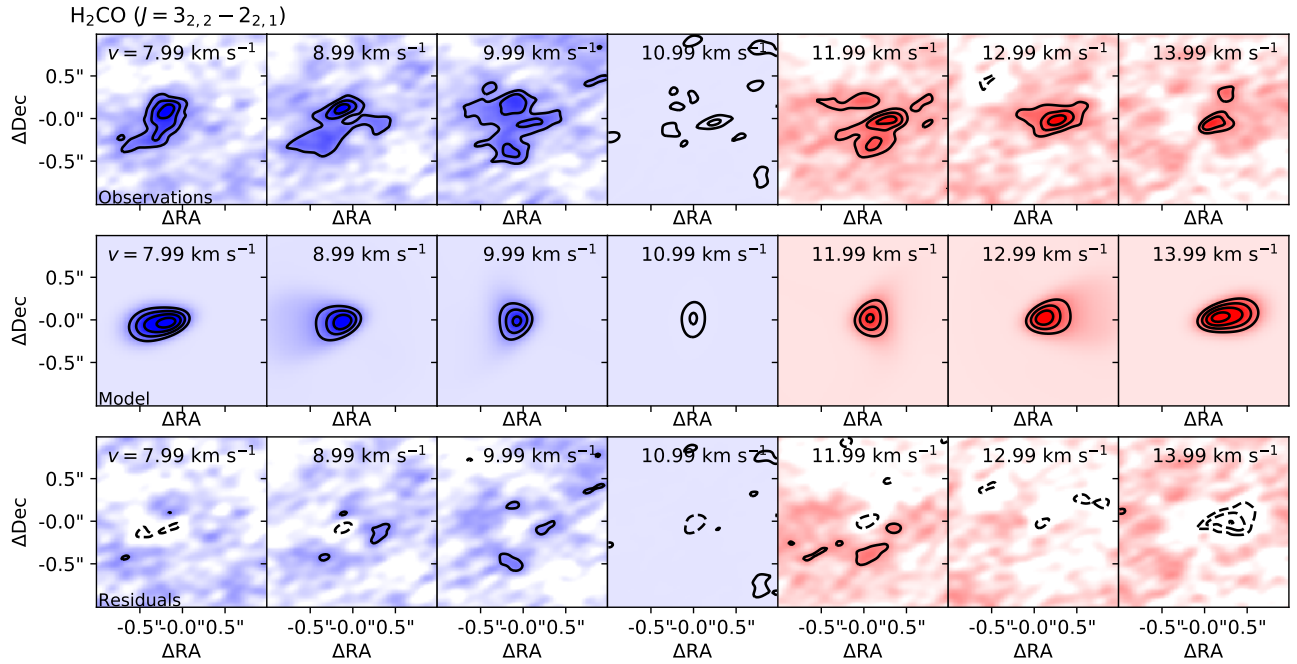 H₂CO (J = 3₂,₂ − 2₂,₁)
v = 7.99 km s⁻¹ 8.99 km s⁻¹ 9.99 km s⁻¹ 10.99 km s⁻¹ 11.99 km s⁻¹ 12.99 km s⁻¹ 13.99 km s⁻¹
0.5"
-0.0"
-0.5"
ΔDec
Observations
ΔRA ΔRA ΔRA ΔRA ΔRA ΔRA ΔRA
v = 7.99 km s⁻¹ 8.99 km s⁻¹ 9.99 km s⁻¹ 10.99 km s⁻¹ 11.99 km s⁻¹ 12.99 km s⁻¹ 13.99 km s⁻¹
0.5"
-0.0"
-0.5"
ΔDec
Model
ΔRA ΔRA ΔRA ΔRA ΔRA ΔRA ΔRA
v = 7.99 km s⁻¹ 8.99 km s⁻¹ 9.99 km s⁻¹ 10.99 km s⁻¹ 11.99 km s⁻¹ 12.99 km s⁻¹ 13.99 km s⁻¹
0.5"
-0.0"
-0.5"
ΔDec
Residuals
-0.5"-0.0"0.5" -0.5"-0.0"0.5" -0.5"-0.0"0.5" -0.5"-0.0"0.5" -0.5"-0.0"0.5" -0.5"-0.0"0.5" -0.5"-0.0"0.5"
ΔRA ΔRA ΔRA ΔRA ΔRA ΔRA ΔRA